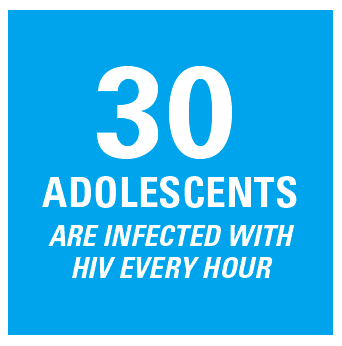 30
ADOLESCENTS
ARE INFECTED WITH
HIV EVERY HOUR